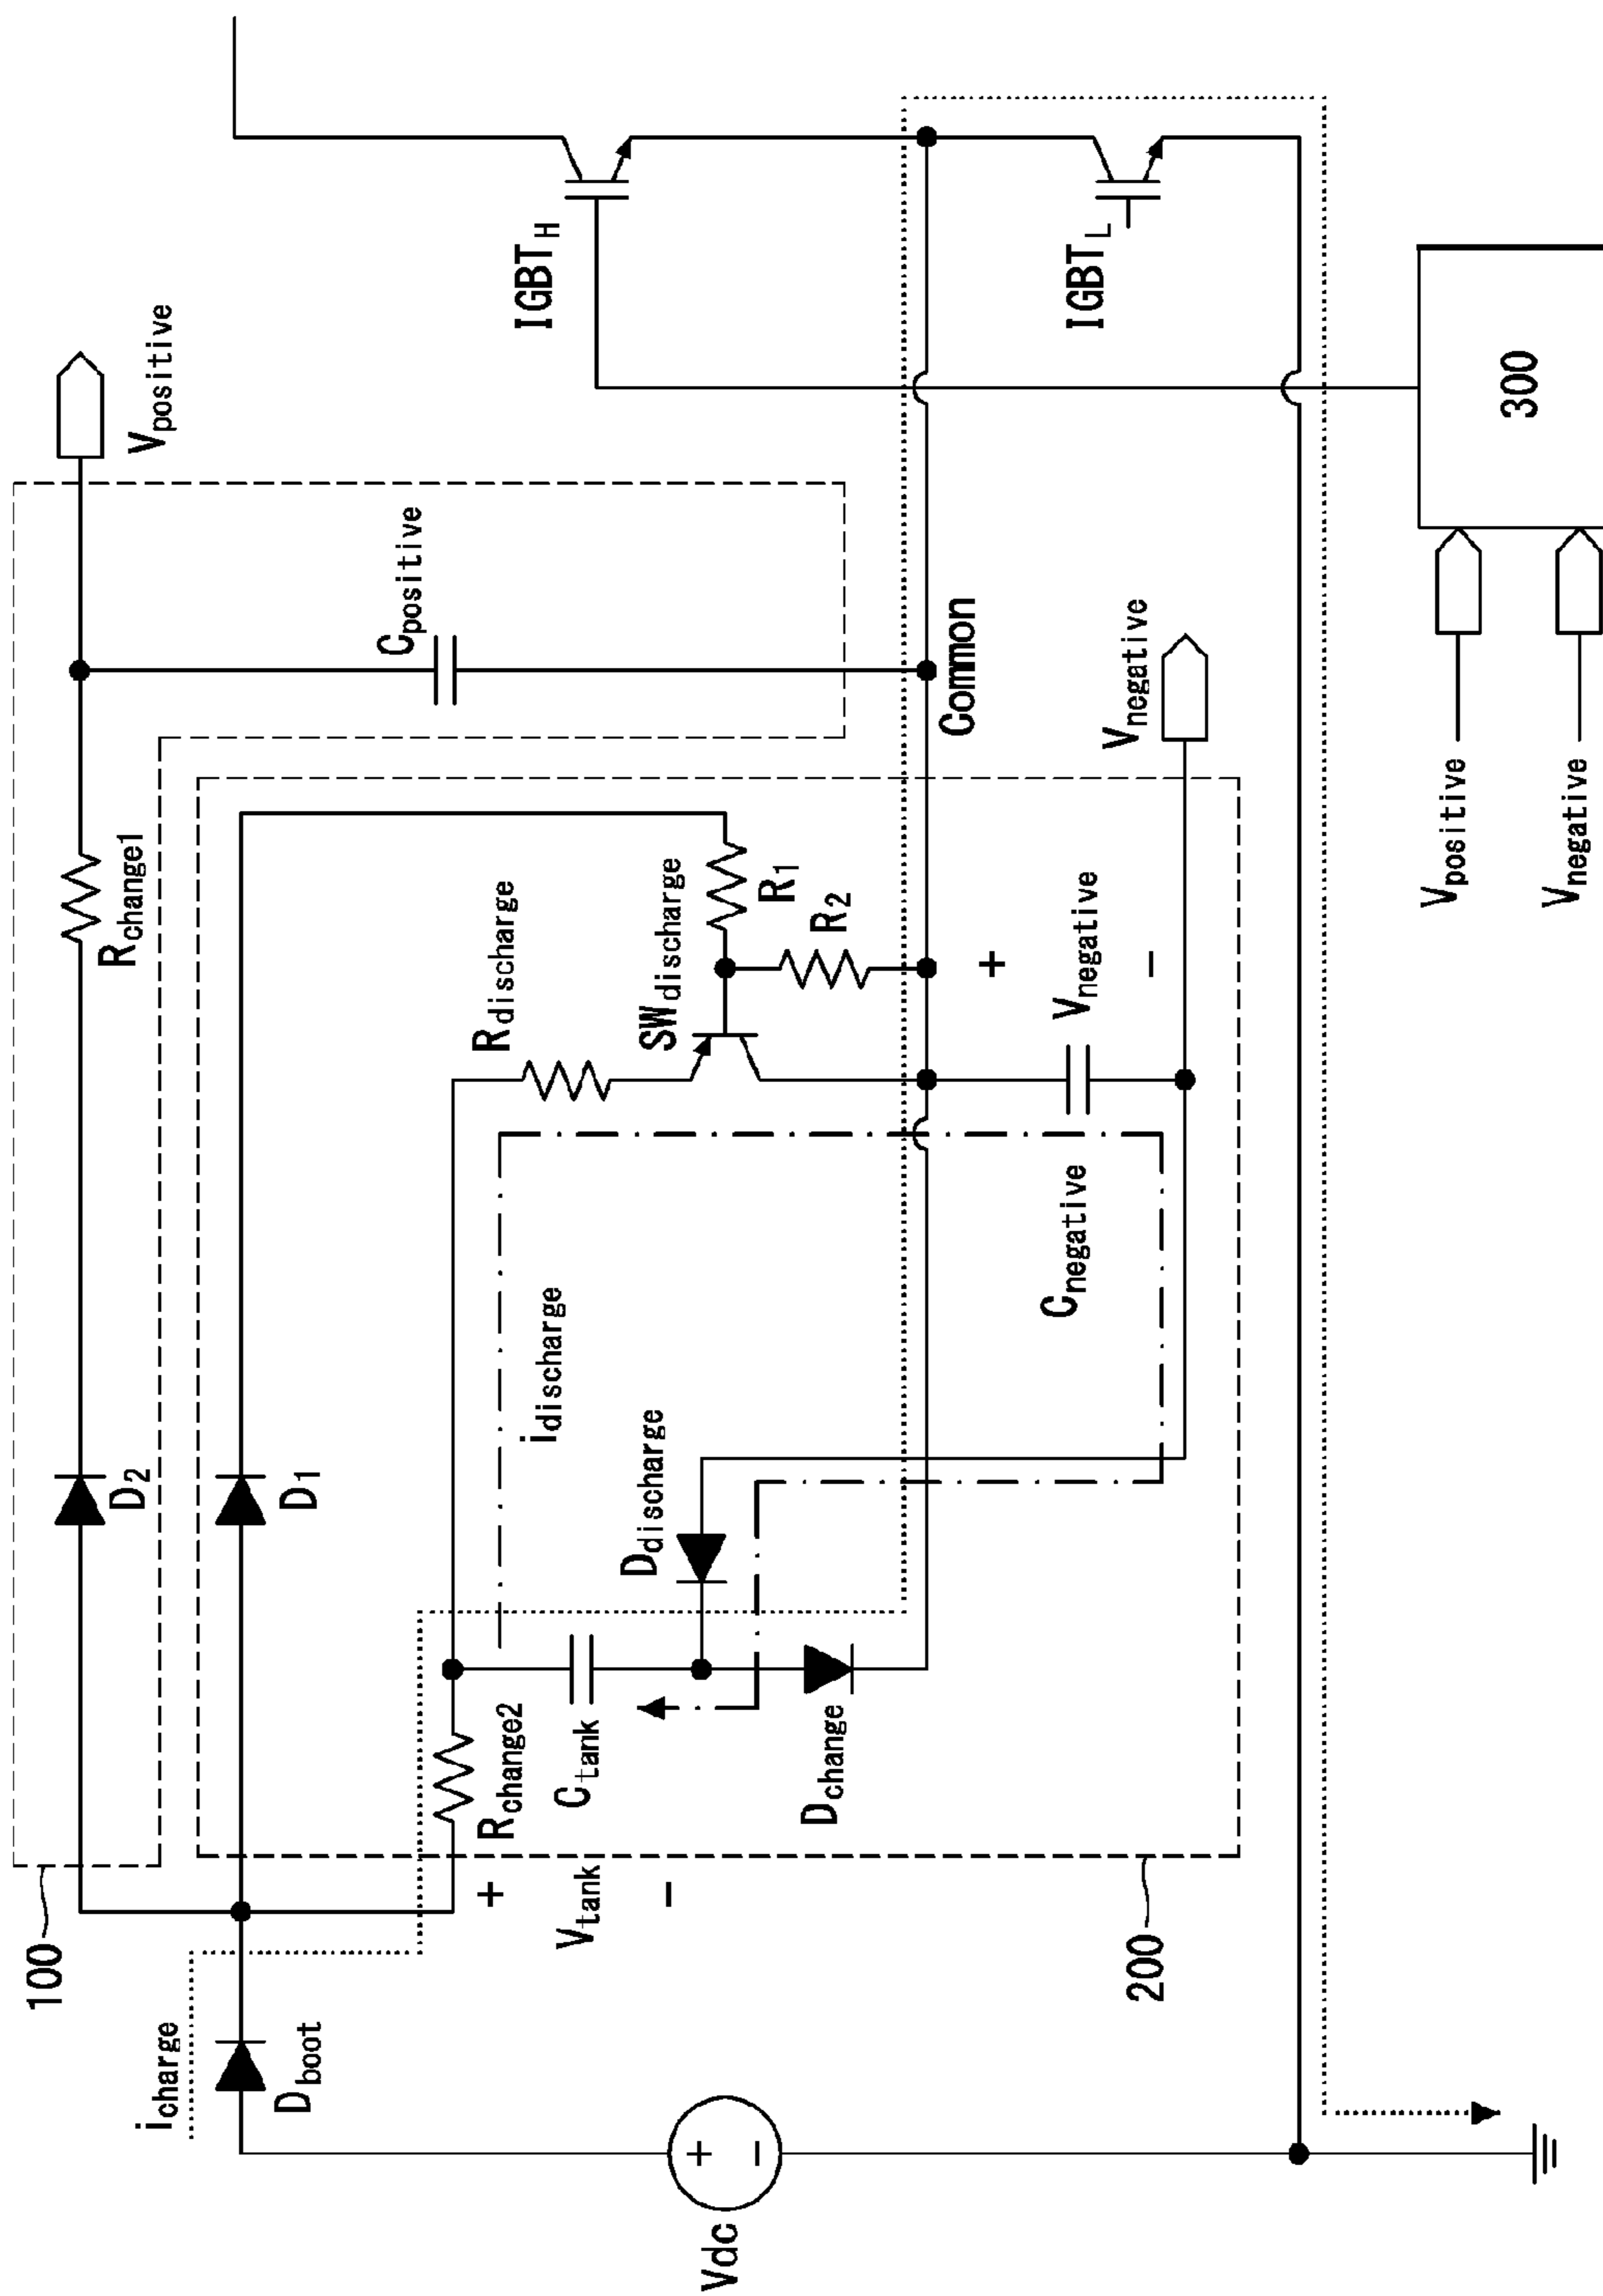 100
icharge
Dboot
Vdc
D2
D1
Rchange1
Vpositive
Cpositive
IGBTH
IGBTL
Rchange2
+
Vtank
-
Ctank
Dchange
Ddischarge
idischarge
Rdischarge
SWdischarge
R1
R2
Common
+
Vnegative
-
Cnegative
Vnegative
200
+
-
Vpositive
Vnegative
300